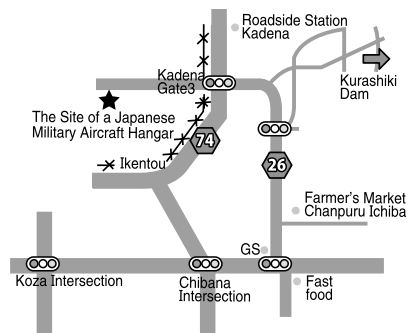 Roadside Station
Kadena
Kadena
Gate3
Kurashiki
Dam
The Site of a Japanese
Military Aircraft Hangar
74
Ikentou
26
Farmer's Market
Chanpuru Ichiba
GS
Koza Intersection
Chibana
Intersection
Fast
food